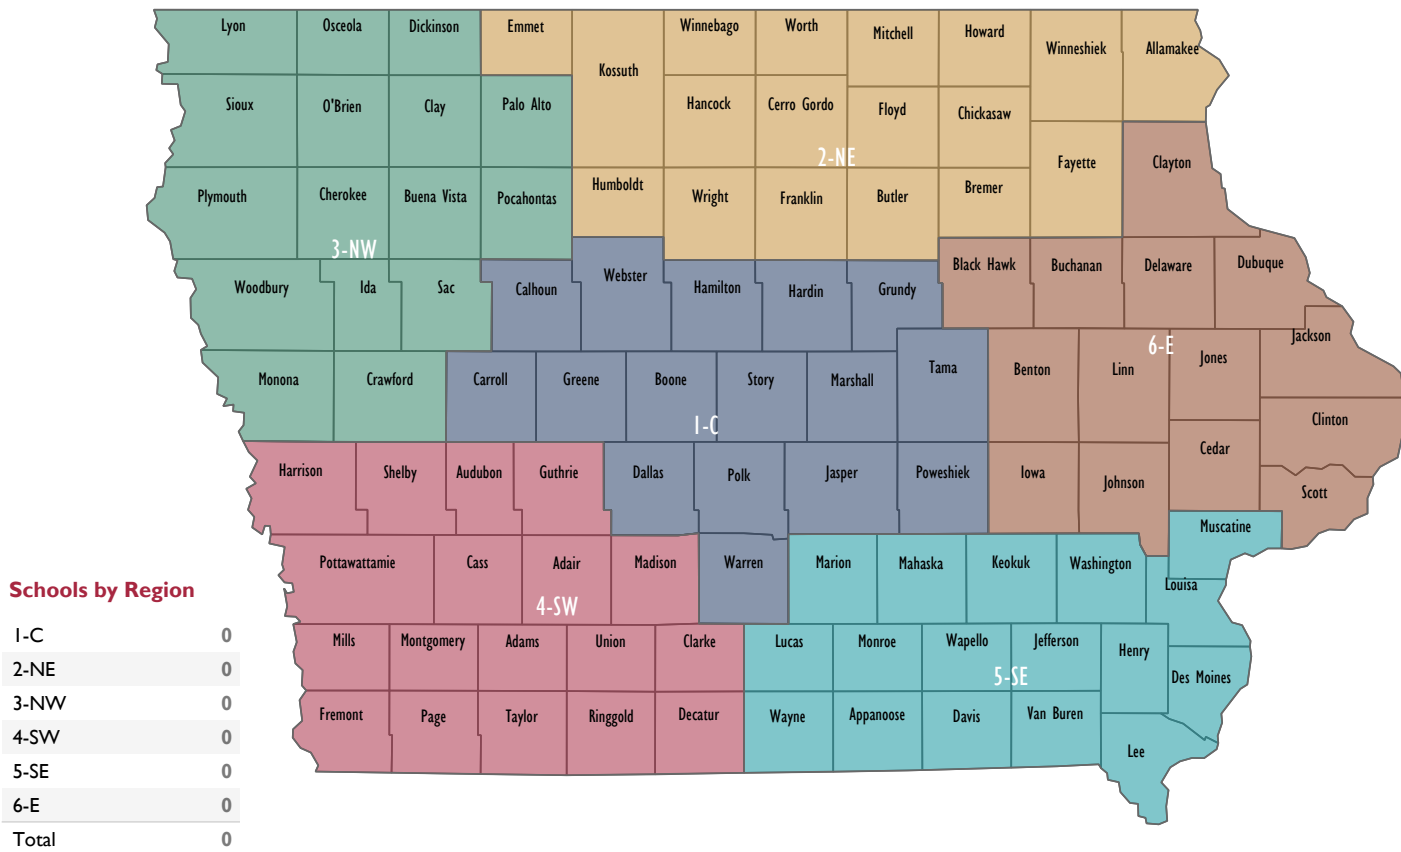 Lyon Osceola Dickinson Emmet Winnebago Worth Mitchell Howard
Kossuth Winneshiek Allamakee
Sioux O'Brien Clay Palo Alto Hancock Cerro Gordo Floyd Chickasaw
2-NE
Fayette Clayton
Plymouth Cherokee Buena Vista Pocahontas Humboldt Wright Franklin Butler Bremer
3-NW
Woodbury Ida Sac Calhoun Webster Hamilton Hardin Grundy Black Hawk Buchanan Delaware Dubuque
6-E
Jackson
Monona Crawford Carroll Greene Boone Story Marshall Tama Benton Linn Jones
1-C
Clinton
Harrison Shelby Audubon Guthrie Dallas Polk Jasper Poweshiek Iowa Johnson Cedar
Scott
Muscatine
Pottawattamie Cass Adair Madison Warren Marion Mahaska Keokuk Washington
Louisa
4-SW
Mills Montgomery Adams Union Clarke Lucas Monroe Wapello Jefferson Henry
5-SE
Des Moines
Fremont Page Taylor Ringgold Decatur Wayne Appanoose Davis Van Buren
Lee
Schools by Region
1-C 0
2-NE 0
3-NW 0
4-SW 0
5-SE 0
6-E 0
Total 0